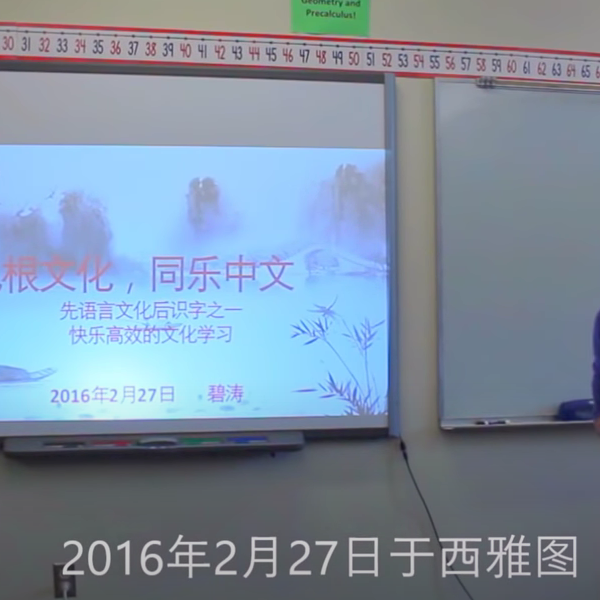 Geometry and
Precalculus!
30 31 32 33 34 35 36 37 38 39 40 41 42 43 44 45 46 47 48 49 50 51 52 53 54 55 56 57 58 59 60 61 62 63 64 65
根文化，同乐中文
先语言文化后识字之一
快乐高效的文化学习
2016年2月27日 碧涛
2016年2月27日于西雅图